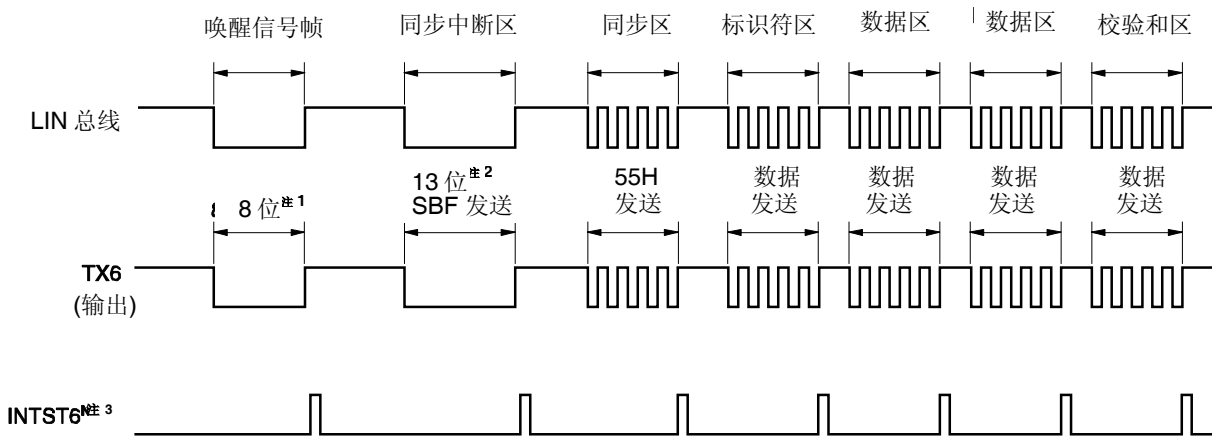 唤醒信号帧 同步中断区 同步区 标识符区 数据区 数据区 校验和区
LIN 总线
8 位注1 13 位注2 55H 数据 数据 数据 数据
SBF 发送 发送 发送 发送 发送 发送
TX6
(输出)
INTST6注3